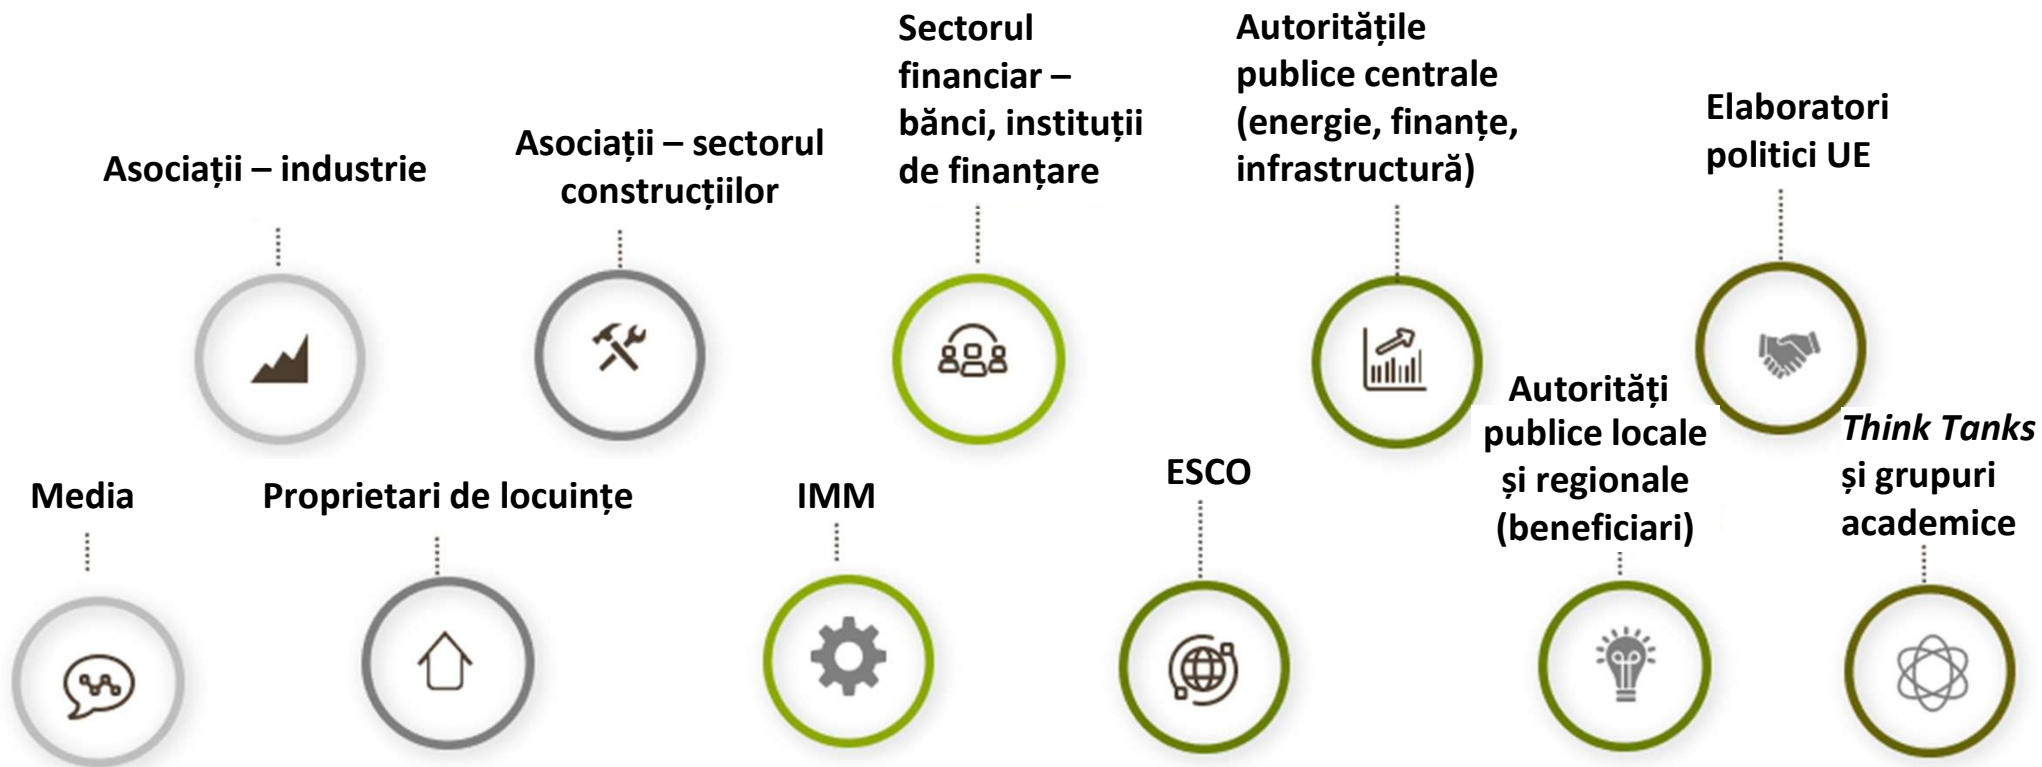 Asociații – industrie
Asociații – sectorul
construcțiilor
Sectorul
financiar –
bănci, instituții
de finanțare
Autoritățile
publice centrale
(energie, finanțe,
infrastructură)
Elaboratori
politici UE
Media
Proprietari de locuințe
IMM
ESCO
Autorități
publice locale
și regionale
(beneficiari)
Think Tanks
și grupuri
academice